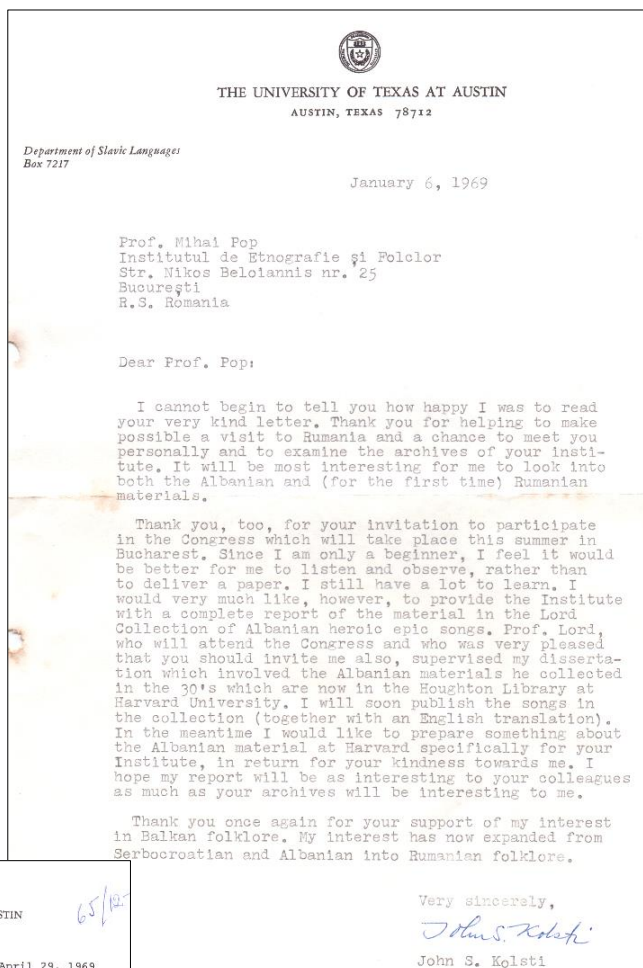 THE UNIVERSITY OF TEXAS AT AUSTIN
AUSTIN, TEXAS 78712
Department of Slavic Languages
Box 7217
January 6, 1969
Prof. Mihai Pop
Institutul de Etnografie și Folclor
Str. Nikos Beloiannis nr. 25
București
R.S. Romania
Dear Prof. Pop:
I cannot begin to tell you how happy I was to read
your very kind letter. Thank you for helping to make
possible a visit to Rumania and a chance to meet you
personally and to examine the archives of your insti-
tute. It will be most interesting for me to look into
both the Albanian and (for the first time) Rumanian
materials.
Thank you, too, for your invitation to participate
in the Congress which will take place this summer in
Bucharest. Since I am only a beginner, I feel it would
be better for me to listen and observe, rather than
to deliver a paper. I still have a lot to learn. I
would very much like, however, to provide the Institute
with a complete report of the material in the Lord
Collection of Albanian heroic epic songs. Prof. Lord,
who will attend the Congress and who was very pleased
that you should invite me also, supervised my disserta-
tion which involved the Albanian materials he collected
in the 30's which are now in the Houghton Library at
Harvard University. I will soon publish the songs in
the collection (together with an English translation).
In the meantime I would like to prepare something about
the Albanian material at Harvard specifically for your
Institute, in return for your kindness towards me. I
hope my report will be as interesting to your colleagues
as much as your archives will be interesting to me.
Thank you once again for your support of my interest
in Balkan folklore. My interest has now expanded from
Serbocroatian and Albanian into Rumanian folklore.
Very sincerely,
John S. Kolsti
John S. Kolsti
STIN
April 29, 1969